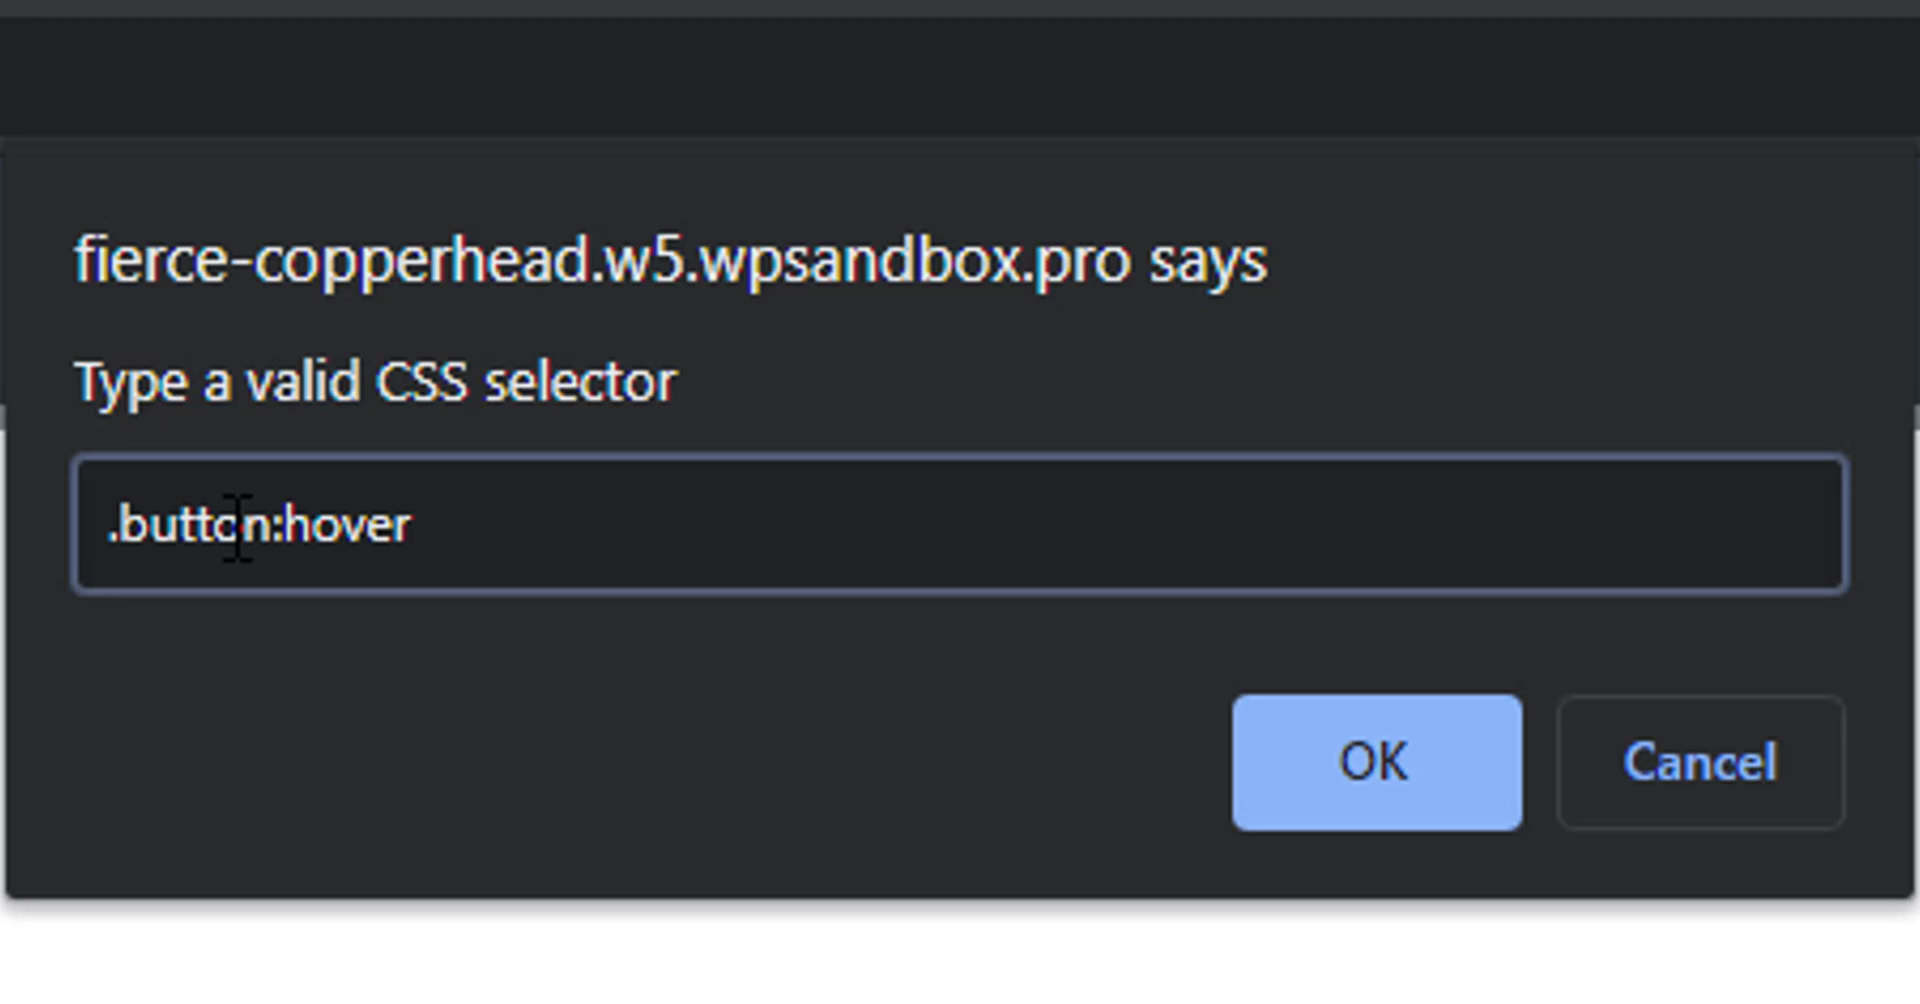 fierce-copperhead.w5.wpsandbox.pro says
Type a valid CSS selector
.button:hover
OK
Cancel